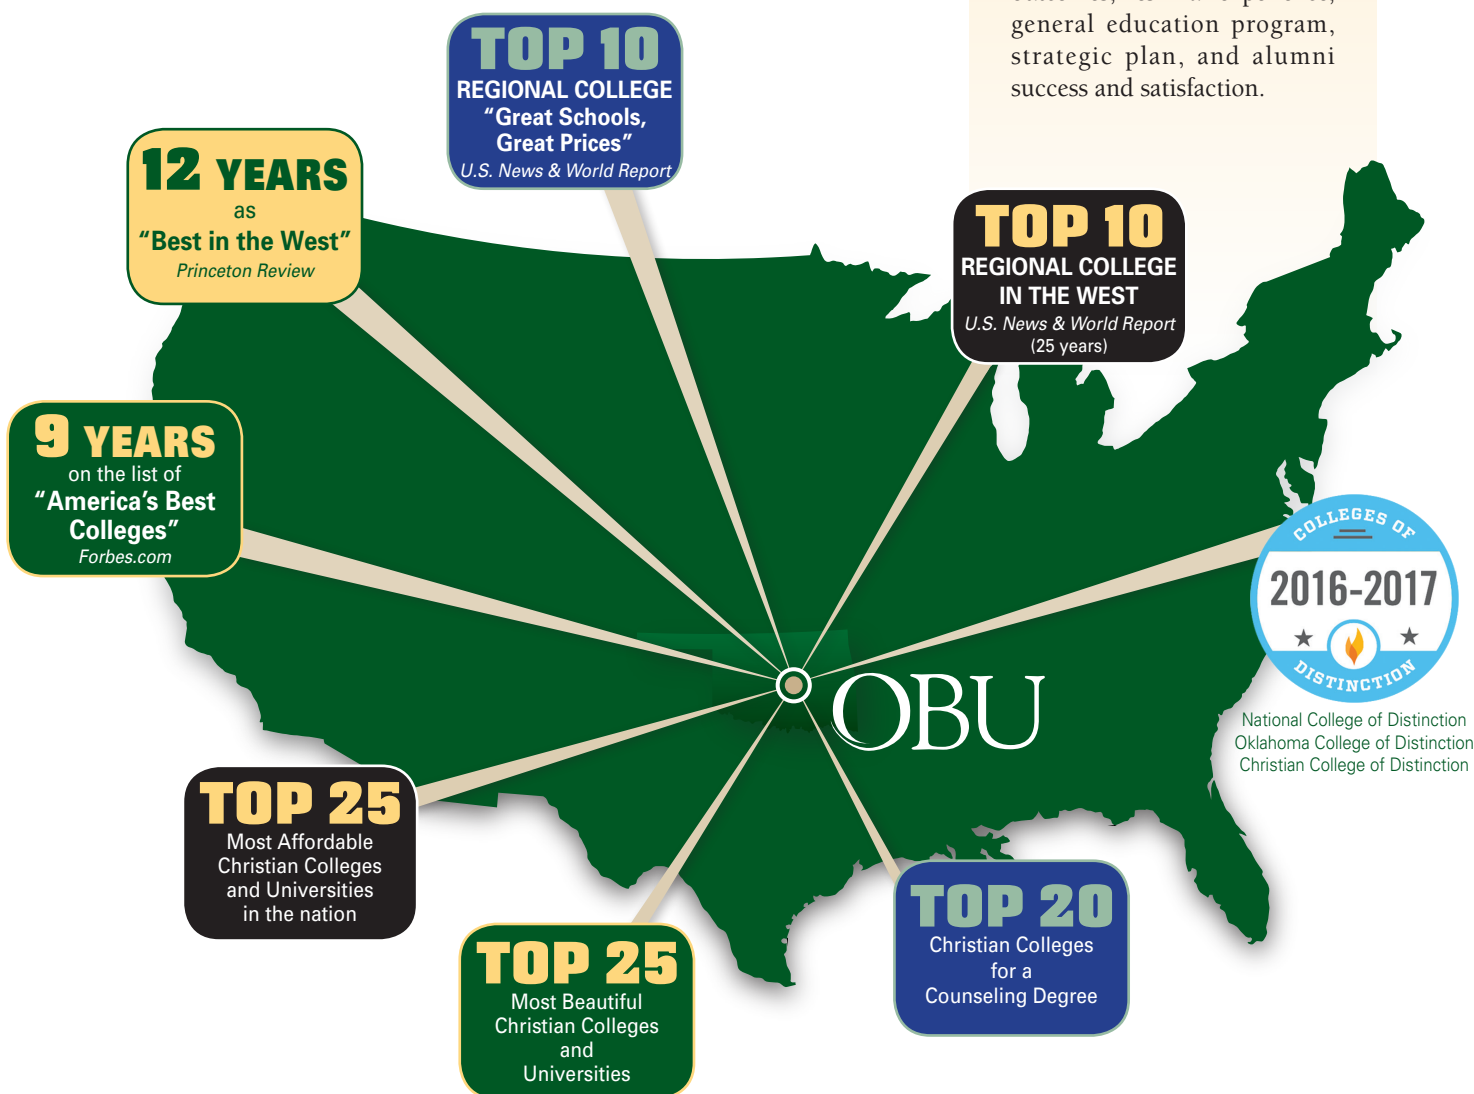 general education program,
strategic plan, and alumni
success and satisfaction.
TOP 10
REGIONAL COLLEGE
“Great Schools,
Great Prices”
U.S. News & World Report
12 YEARS
as
“Best in the West”
Princeton Review
TOP 10
REGIONAL COLLEGE
IN THE WEST
U.S. News & World Report
(25 years)
9 YEARS
on the list of
“America’s Best
Colleges”
Forbes.com
COLLEGES OF
2016-2017
DISTINCTION
National College of Distinction
Oklahoma College of Distinction
Christian College of Distinction
OBU
TOP 25
Most Affordable
Christian Colleges
and Universities
in the nation
TOP 25
Most Beautiful
Christian Colleges
and
Universities
TOP 20
Christian Colleges
for a
Counseling Degree